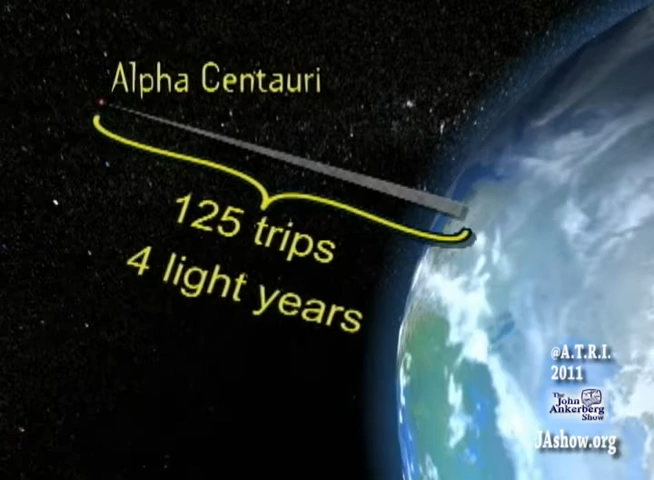 Alpha Centauri
125 trips
4 light years
@A.T.R.I.
2011
The
John
Ankerberg
Show
JAshow.org